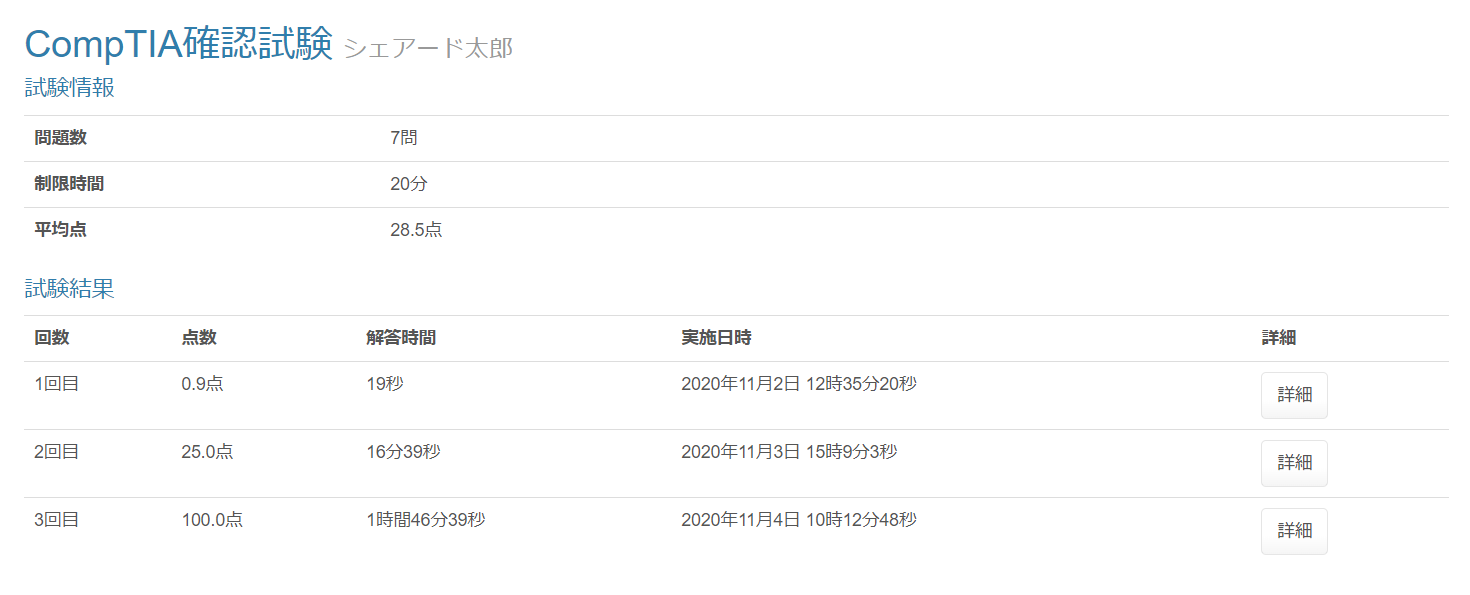 CompTIA確認試験 シェアード太郎
試験情報
問題数 7問
制限時間 20分
平均点 28.5点
試験結果
回数 点数 解答時間 実施日時 詳細
1回目 0.9点 19秒 2020年11月2日 12時35分20秒 詳細
2回目 25.0点 16分39秒 2020年11月3日 15時9分3秒 詳細
3回目 100.0点 1時間46分39秒 2020年11月4日 10時12分48秒 詳細